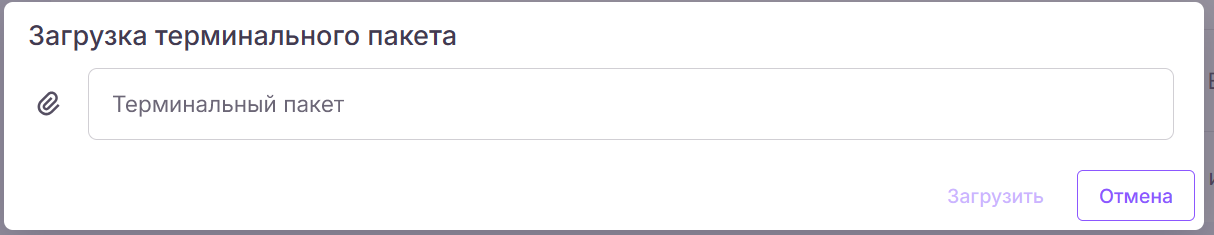 Загрузка терминального пакета
Терминальный пакет
Загрузить
Отмена